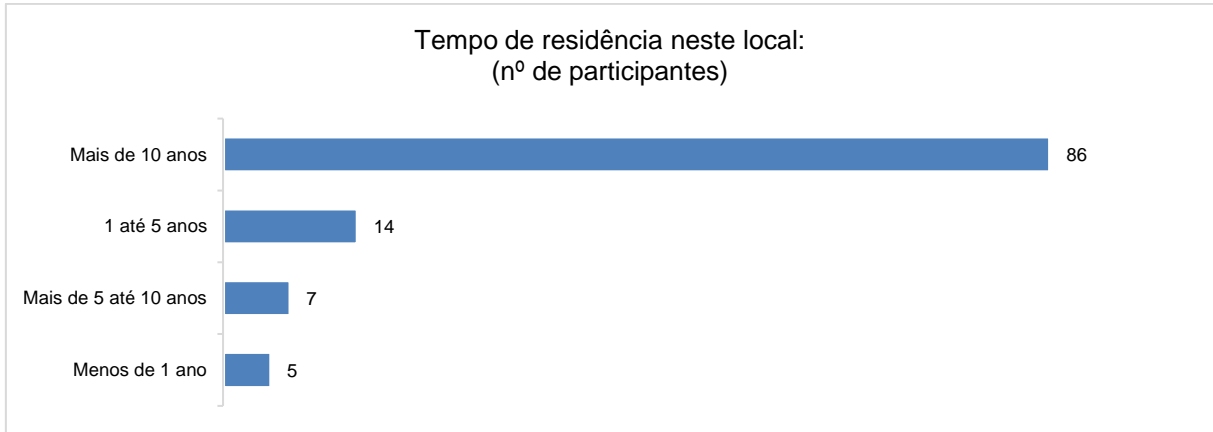 Tempo de residência neste local:
(nº de participantes)
Mais de 10 anos 86
1 até 5 anos 14
Mais de 5 até 10 anos 7
Menos de 1 ano 5